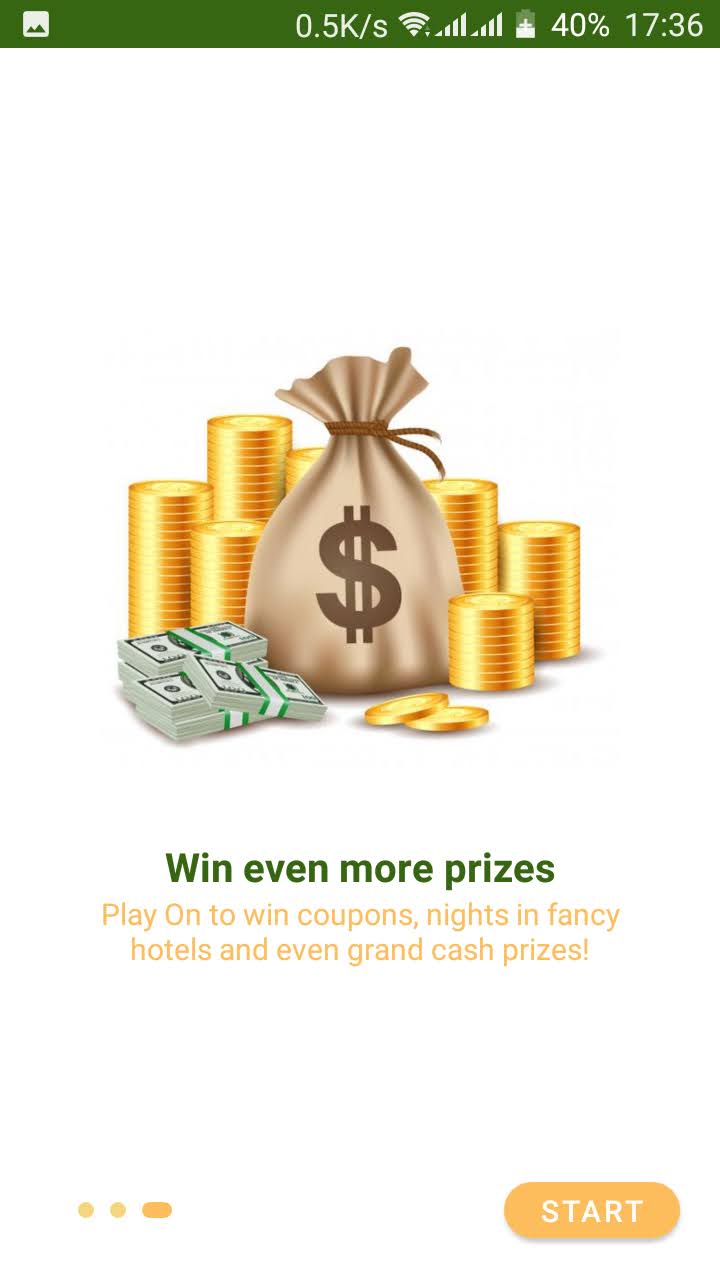 0.5K/s 40% 17:36
$
Win even more prizes
Play On to win coupons, nights in fancy
hotels and even grand cash prizes!
START